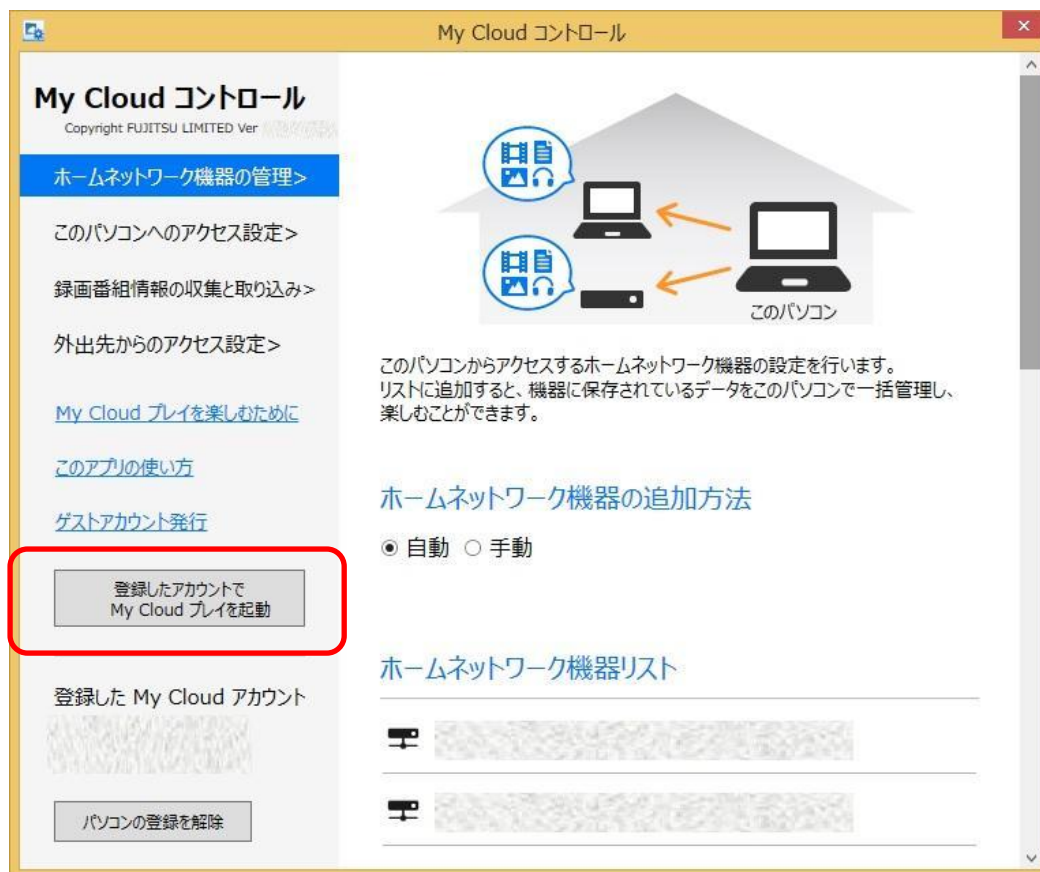 My Cloud コントロール
My Cloud コントロール
Copyright FUJITSU LIMITED Ver
ホームネットワーク機器の管理>
このパソコンへのアクセス設定>
録画番組情報の収集と取り込み>
外出先からのアクセス設定>
My Cloud プレイを楽しむために
このアプリの使い方
ゲストアカウント発行
登録したアカウントで
My Cloud プレイを起動
登録した My Cloud アカウント
パソコンの登録を解除
このパソコン
このパソコンからアクセスするホームネットワーク機器の設定を行います。
リストに追加すると、機器に保存されているデータをこのパソコンで一括管理し、
楽しむことができます。
ホームネットワーク機器の追加方法
自動 手動
ホームネットワーク機器リスト